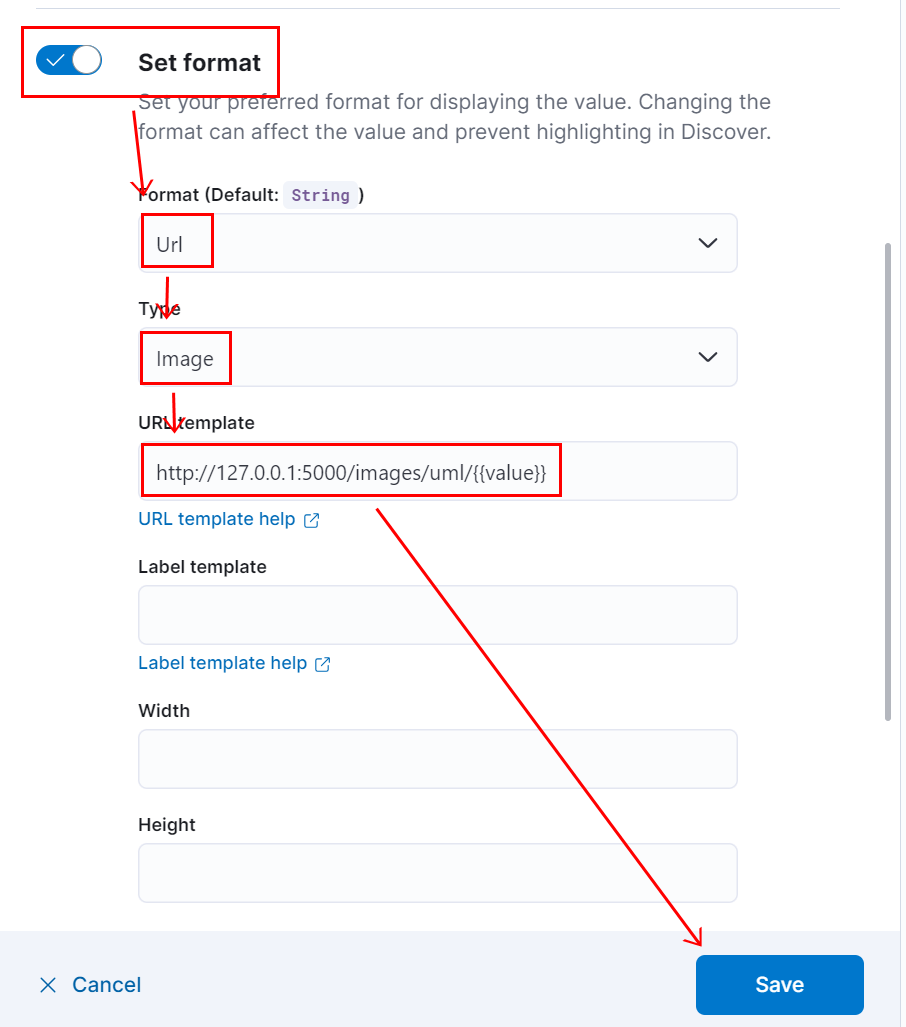 Set format
Set your preferred format for displaying the value. Changing the
format can affect the value and prevent highlighting in Discover.
Format (Default: String )
Url
Type
Image
URL template
http://127.0.0.1:5000/images/uml/{{value}}
URL template help
Label template
Label template help
Width
Height
Cancel
Save